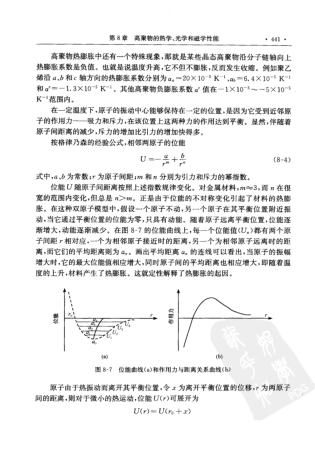 第8章 高聚物的热学、光学和磁学性能 ·441·
高聚物热膨胀中还有一个特殊现象,那就是某些晶态高聚物沿分子链轴向上
热膨胀系数是负值。也就是说温度升高,它不但不膨胀,反而发生收缩。例如聚乙
烯沿 a、b 和 c 轴方向的热膨胀系数分别为 αₐ=20×10⁻⁵ K⁻¹、α_b=6.4×10⁻⁵ K⁻¹
和 α=-1.3×10⁻⁵ K⁻¹。其他高聚物负膨胀系数 α 值在-1×10⁻⁵~-5×10⁻⁵
K⁻¹范围内。
在一定温度下,原子的振动中心能够保持在一定的位置,是因为它受到近邻原
子的作用力——吸力和斥力,在该位置上这两种力的作用达到平衡。显然,伴随着
原子间距离的减少,斥力的增加比引力的增加快得多。
按格律乃森的经验公式,相邻两原子的位能
U=-a/rᵐ+b/rⁿ (8-4)
式中,a、b 为常数;r 为原子间距;m 和 n 分别为引力和斥力的幂指数。
位能 U 随原子间距离按照上述指数规律变化。对金属材料,m≈3,而 n 在很
宽的范围内变化,但总是 n>m。正是由于位能的不对称变化引起了材料的热膨
胀。在这种双原子模型中,假设一个原子不动,另一个原子在其平衡位置附近振
动,当它通过平衡位置时,位能为零,只具有动能。随着原子远离平衡位置,位能逐
渐增大,动能逐渐减少。在图 8-7 的位能曲线上,每一个位能值(U₁)都有两个原
子间距 r 相对应,一个为相邻原子接近时的距离,另一个为相邻原子远离时的距
离,而它们的平均距离则为 a₁。画出平均距离 a₁ 的连线可以看出,当原子的振幅
增大时,它的最大位能值相应增大,同时原子间的平均距离也相应增大,即随着温
度的上升,材料产生了热膨胀。这就定性解释了热膨胀的起因。
位能
r
作用力
r
(a) (b)
图 8-7 位能曲线(a)和作用力与距离关系曲线(b)
原子由于热振动而离开其平衡位置,令 x 为离开平衡位置的位移,r 为两原子
间的距离,则对于微小的热运动,位能 U(r)可展开为
U(r)=U(r₀+x)